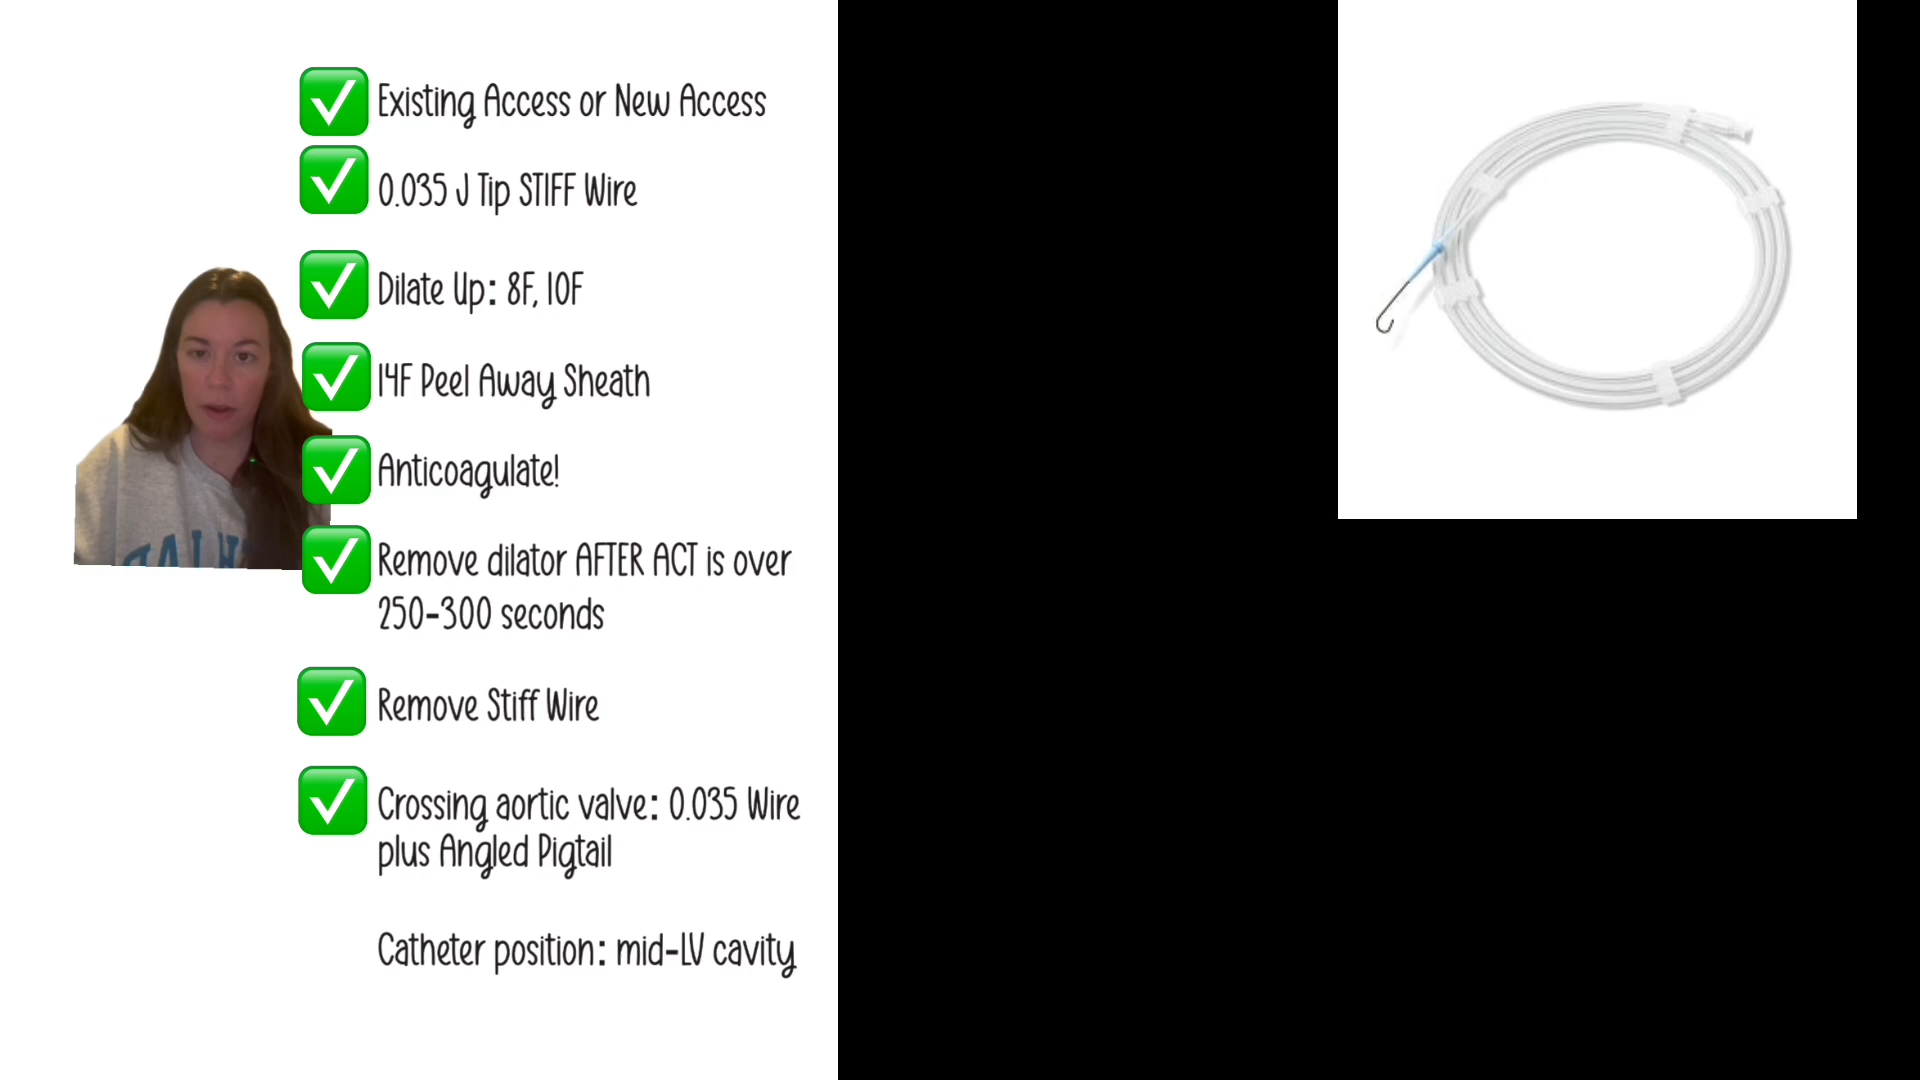 Existing Access or New Access
0.035 J Tip STIFF Wire
Dilate Up: 8F, 10F
14F Peel Away Sheath
Anticoagulate!
Remove dilator AFTER ACT is over
250-300 seconds
Remove Stiff Wire
Crossing aortic valve: 0.035 Wire
plus Angled Pigtail
Catheter position: mid-LV cavity